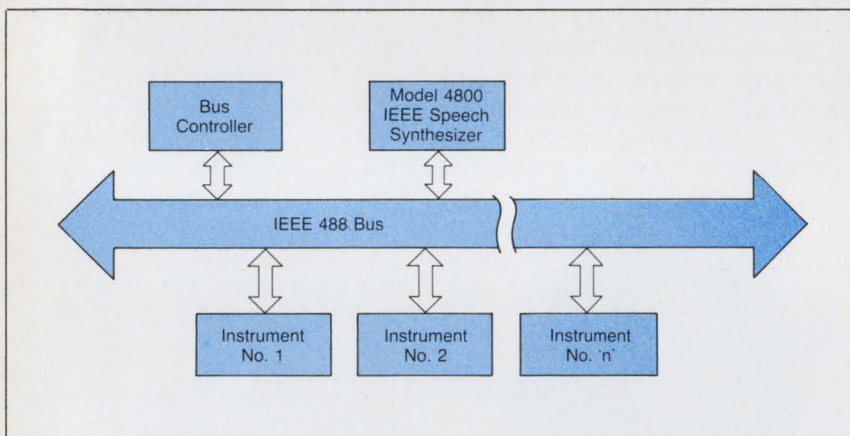 Bus
Controller
Model 4800
IEEE Speech
Synthesizer
IEEE 488 Bus
Instrument
No. 1
Instrument
No. 2
Instrument
No. 'n'